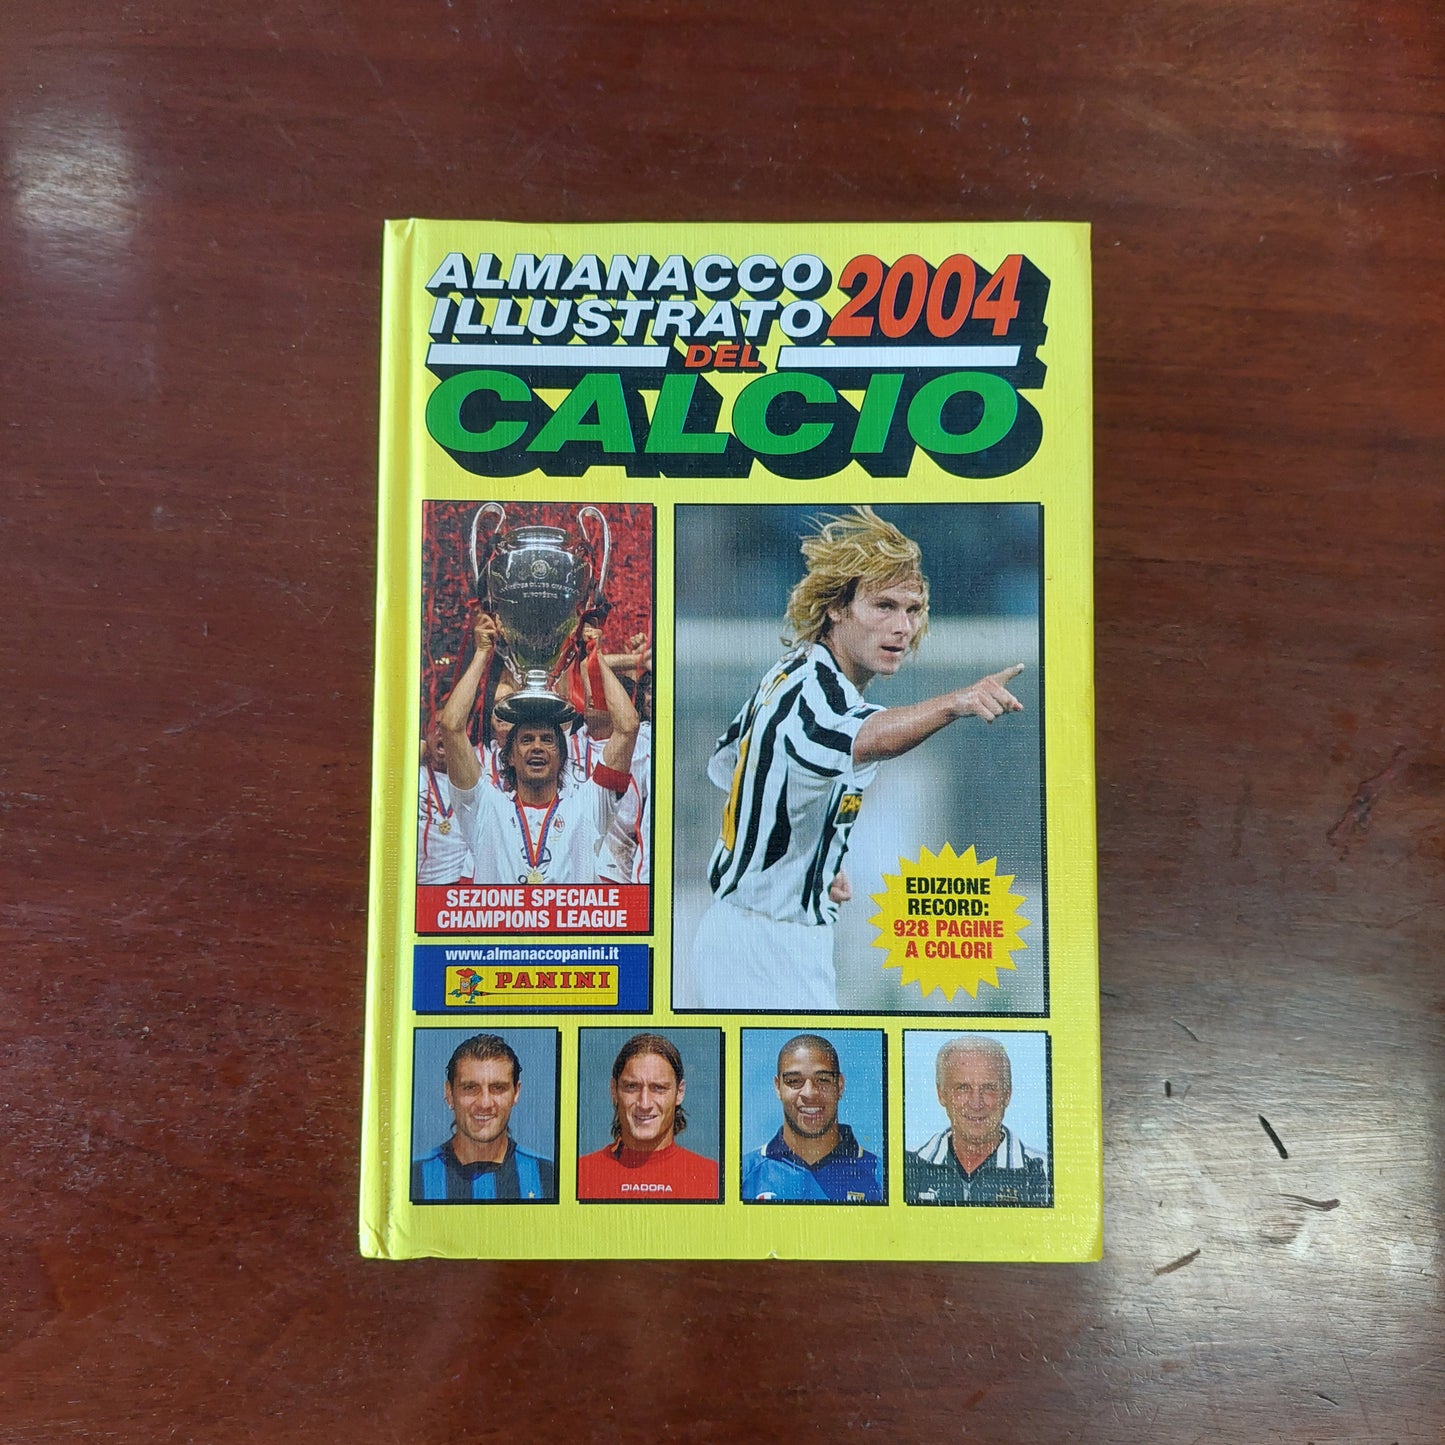 ALMANACCO
ILLUSTRATO 2004
DEL
CALCIO
SEZIONE SPECIALE
CHAMPIONS LEAGUE
www.almanaccopanini.it
PANINI
EDIZIONE
RECORD:
928 PAGINE
A COLORI
DIADORA